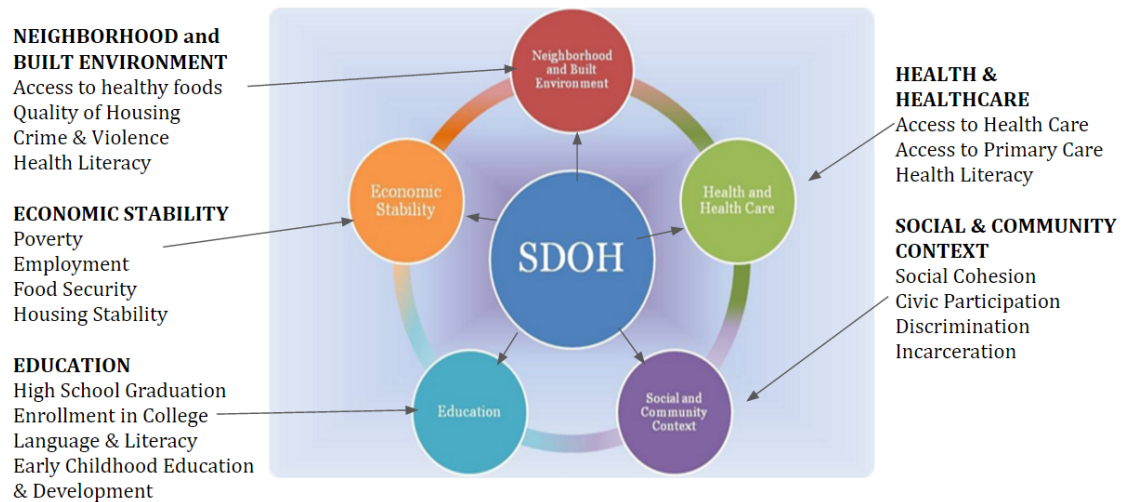 NEIGHBORHOOD and
BUILT ENVIRONMENT
Access to healthy foods
Quality of Housing
Crime & Violence
Health Literacy
ECONOMIC STABILITY
Poverty
Employment
Food Security
Housing Stability
EDUCATION
High School Graduation
Enrollment in College
Language & Literacy
Early Childhood Education
& Development
Neighborhood
and Built
Environment
Economic
Stability
Health and
Health Care
SDOH
Education
Social and
Community
Context
HEALTH &
HEALTHCARE
Access to Health Care
Access to Primary Care
Health Literacy
SOCIAL & COMMUNITY
CONTEXT
Social Cohesion
Civic Participation
Discrimination
Incarceration